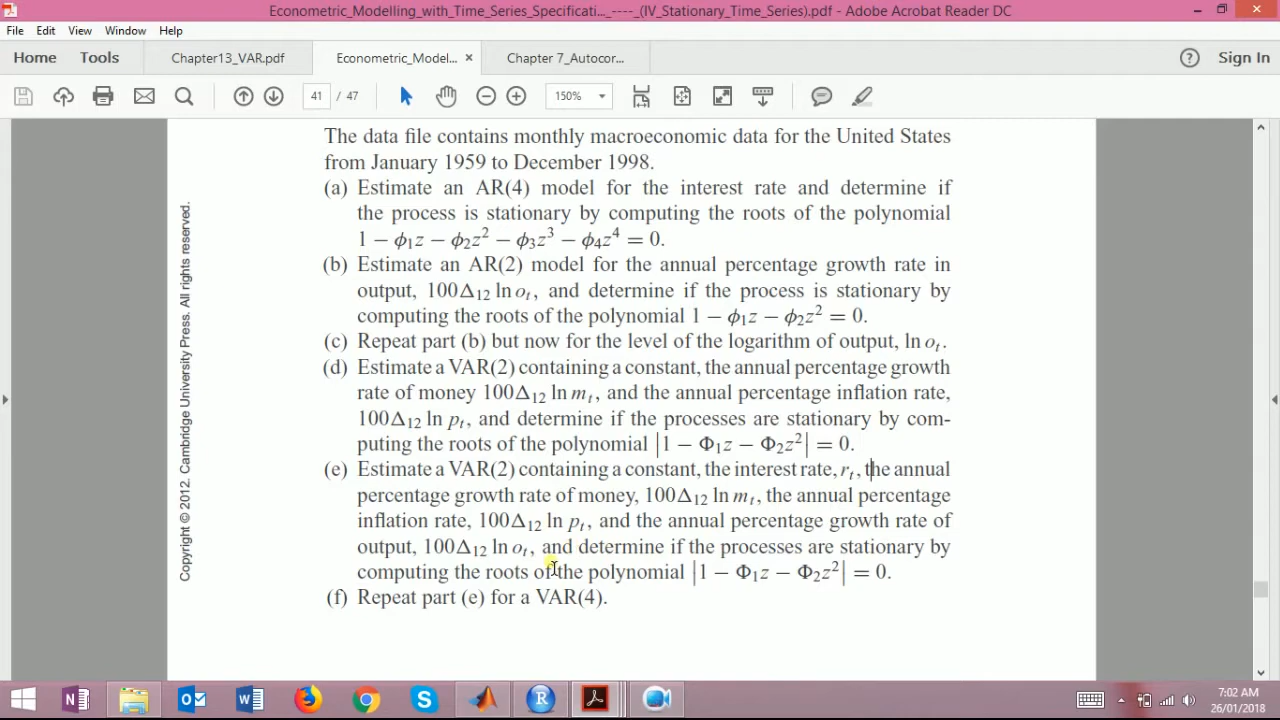 Econometric_Modelling_with_Time_Series_Specificati..._----_(IV_Stationary_Time_Series).pdf - Adobe Acrobat Reader DC
File Edit View Window Help
Home Tools Chapter13_VAR.pdf Econometric_Model... × Chapter 7_Autocor... ? Sign In
41 / 47 150%
The data file contains monthly macroeconomic data for the United States
from January 1959 to December 1998.
(a) Estimate an AR(4) model for the interest rate and determine if
the process is stationary by computing the roots of the polynomial
1 − ϕ₁z − ϕ₂z² − ϕ₃z³ − ϕ₄z⁴ = 0.
(b) Estimate an AR(2) model for the annual percentage growth rate in
output, 100Δ₁₂ ln oₜ, and determine if the process is stationary by
computing the roots of the polynomial 1 − ϕ₁z − ϕ₂z² = 0.
(c) Repeat part (b) but now for the level of the logarithm of output, ln oₜ.
(d) Estimate a VAR(2) containing a constant, the annual percentage growth
rate of money 100Δ₁₂ ln mₜ, and the annual percentage inflation rate,
100Δ₁₂ ln pₜ, and determine if the processes are stationary by com-
puting the roots of the polynomial |1 − Φ₁z − Φ₂z²| = 0.
(e) Estimate a VAR(2) containing a constant, the interest rate, rₜ, the annual
percentage growth rate of money, 100Δ₁₂ ln mₜ, the annual percentage
inflation rate, 100Δ₁₂ ln pₜ, and the annual percentage growth rate of
output, 100Δ₁₂ ln oₜ, and determine if the processes are stationary by
computing the roots of the polynomial |1 − Φ₁z − Φ₂z²| = 0.
(f) Repeat part (e) for a VAR(4).
Copyright © 2012. Cambridge University Press. All rights reserved.
7:02 AM
26/01/2018